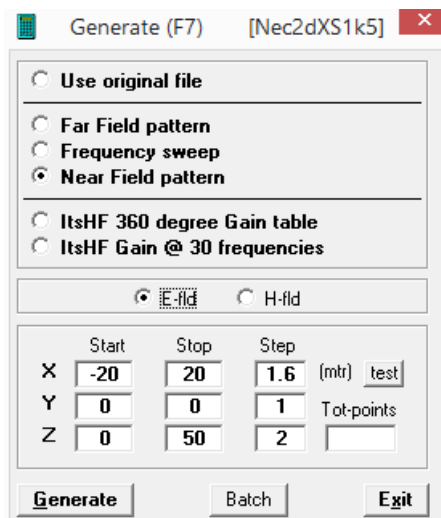 Generate (F7) [Nec2dXS1k5]
Use original file
Far Field pattern
Frequency sweep
Near Field pattern
ItsHF 360 degree Gain table
ItsHF Gain @ 30 frequencies
E-fld H-fld
Start Stop Step
X -20 20 1.6 (mtr) test
Y 0 0 1 Tot-points
Z 0 50 2
Generate Batch Exit